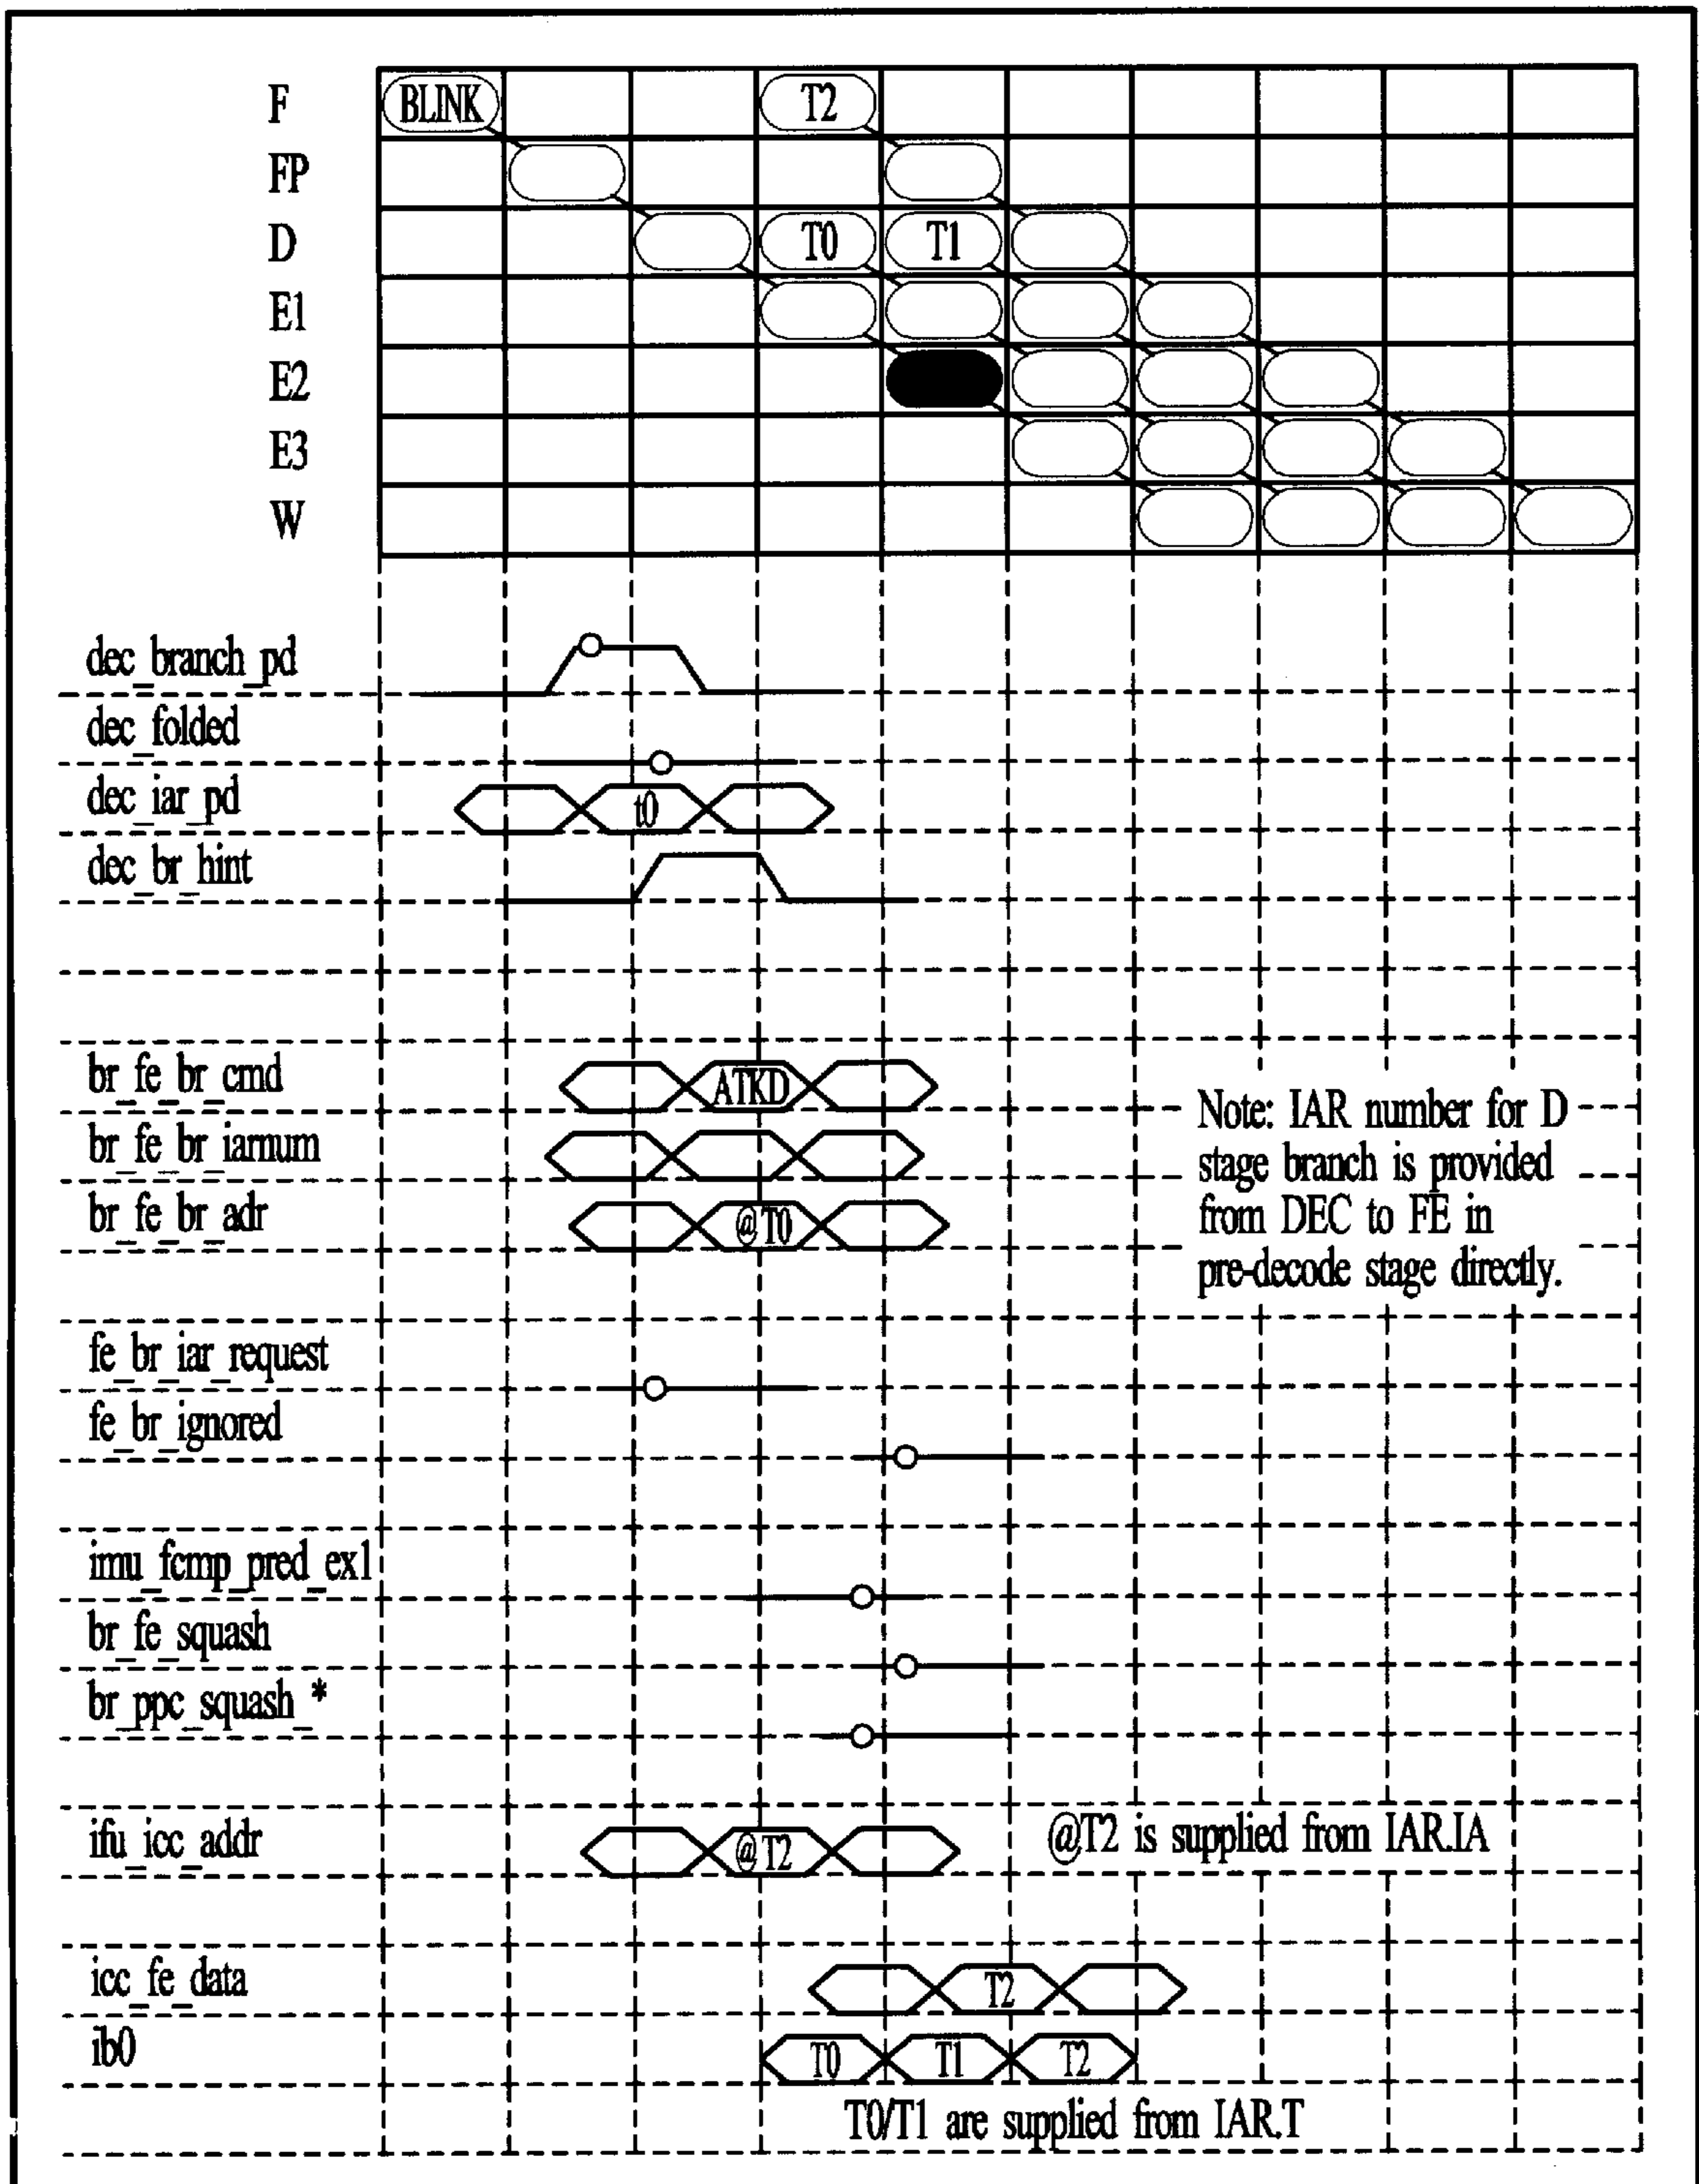 F BLINK T2
FP
D T0 T1
E1
E2
E3
W
dec_branch_pd
dec_folded
dec_iar_pd t0
dec_br_hint
br_fe_br_cmd ATKD
br_fe_br_iarnum
br_fe_br_adr @T0
Note: IAR number for D
stage branch is provided
from DEC to FE in
pre-decode stage directly.
fe_br_iar_request
fe_br_ignored
imu_fcmp_pred_ex1
br_fe_squash
br_ppc_squash_*
ifu_icc_addr @T2 @T2 is supplied from IAR.IA
icc_fe_data T2
ib0 T0 T1 T2
T0/T1 are supplied from IAR.T